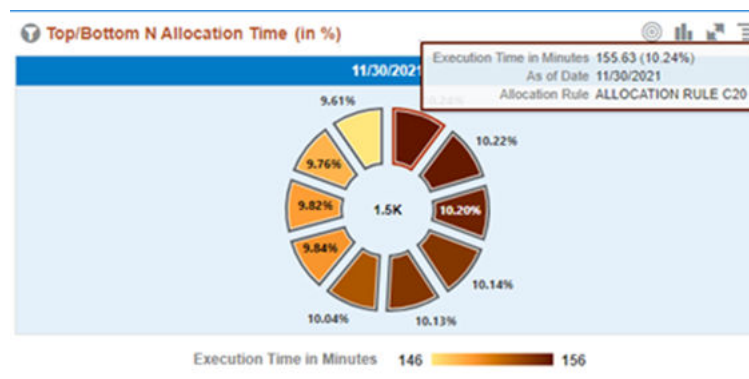 Top/Bottom N Allocation Time (in %)
11/30/2021
Execution Time in Minutes 155.63 (10.24%)
As of Date 11/30/2021
Allocation Rule ALLOCATION RULE C20
9.61%
10.22%
9.76%
9.82%
1.5K
10.20%
9.84%
10.14%
10.04%
10.13%
Execution Time in Minutes 146 156